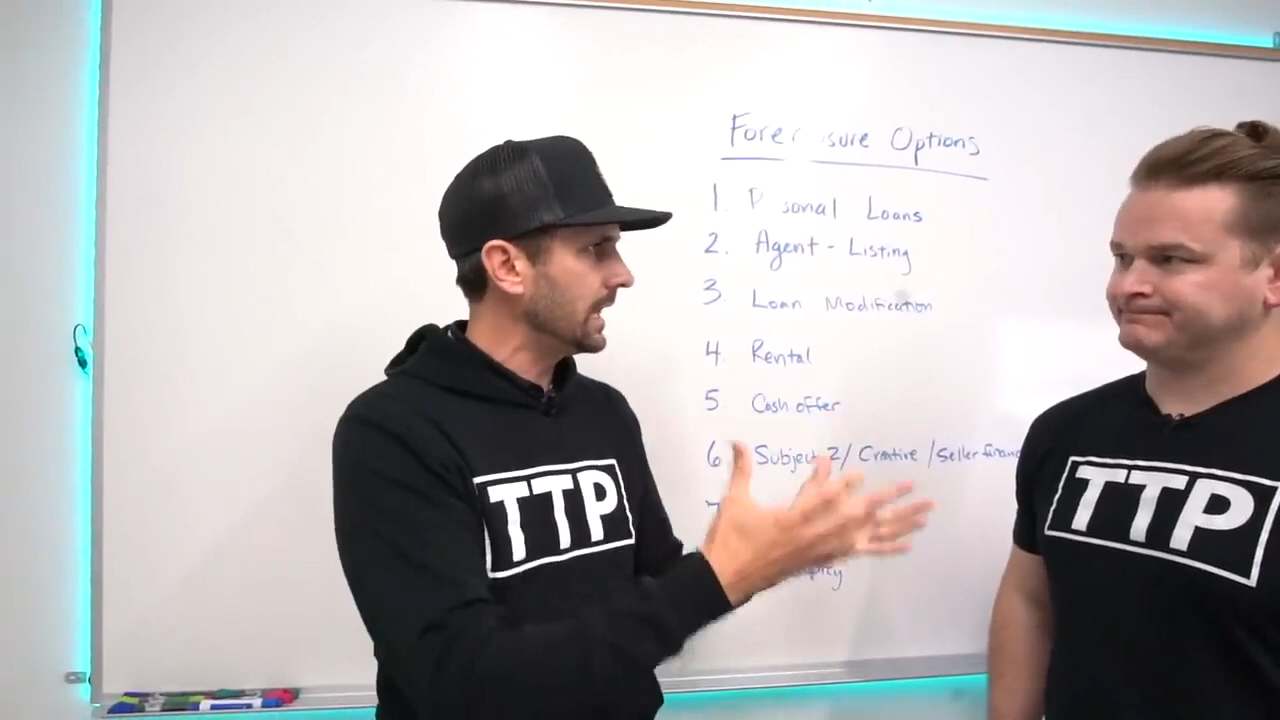 Options
1. Loans
2. Agent - Listing
3 Loan Modification
4. Rental
5 Cash offer
6 2/ Creative /Seller
TTP
TTP